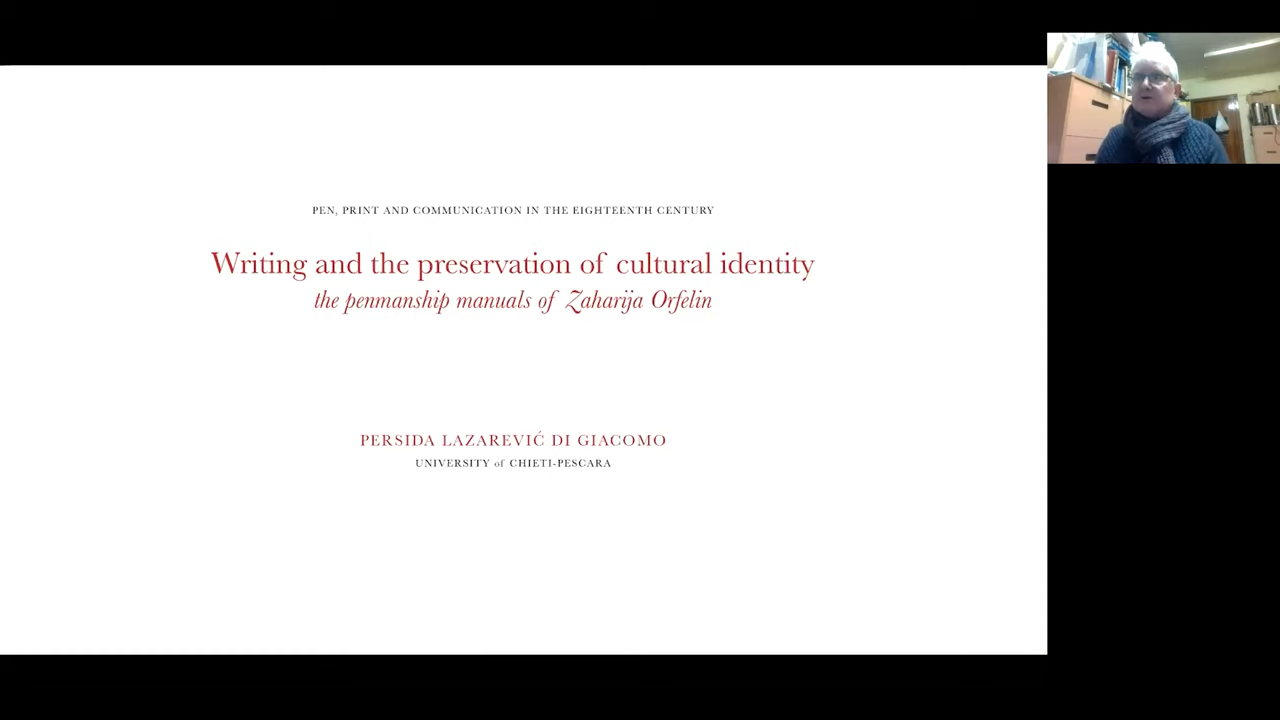 PEN, PRINT AND COMMUNICATION IN THE EIGHTEENTH CENTURY
Writing and the preservation of cultural identity
the penmanship manuals of Zaharija Orfelin
PERSIDA LAZAREVIĆ DI GIACOMO
UNIVERSITY of CHIETI-PESCARA